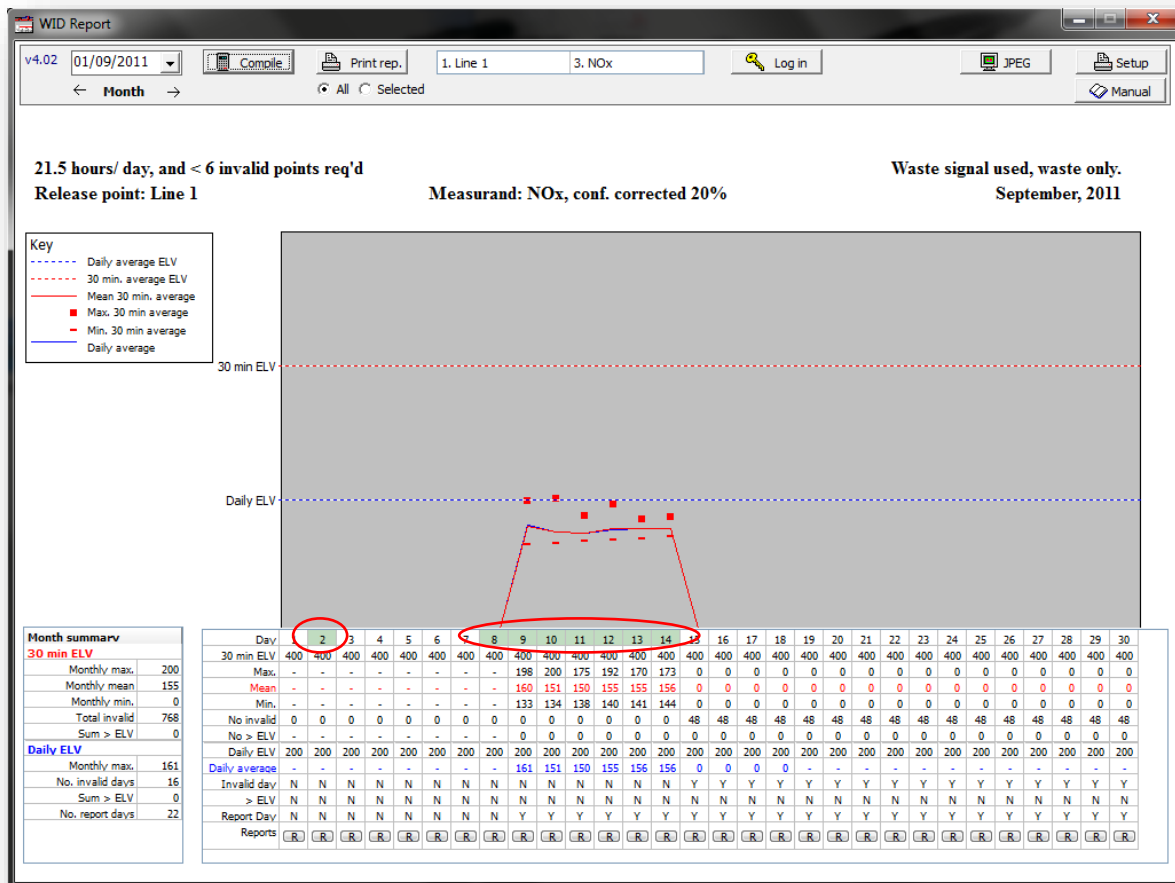 WID Report
v4.02 01/09/2011 Compile Print rep. 1. Line 1 3. NOx Log in JPEG Setup
← Month → All Selected Manual
21.5 hours/ day, and < 6 invalid points req'd Waste signal used, waste only.
Release point: Line 1 Measurand: NOx, conf. corrected 20% September, 2011
Key
Daily average ELV
30 min. average ELV
Mean 30 min. average
Max. 30 min average
Min. 30 min average
Daily average
30 min ELV
Daily ELV
Month summary
30 min ELV
Monthly max. 200
Monthly mean 155
Monthly min. 0
Total invalid 768
Sum > ELV 0
Daily ELV
Monthly max. 161
No. invalid days 16
Sum > ELV 0
No. report days 22
Day 2 3 4 5 6 7 8 9 10 11 12 13 14 15 16 17 18 19 20 21 22 23 24 25 26 27 28 29 30
30 min ELV 400 400 400 400 400 400 400 400 400 400 400 400 400 400 400 400 400 400 400 400 400 400 400 400 400 400 400 400 400 400
Max. - - - - - - - - 198 200 175 192 170 173 0 0 0 0 0 0 0 0 0 0 0 0 0 0 0 0
Mean - - - - - - - - 160 151 150 155 155 156 0 0 0 0 0 0 0 0 0 0 0 0 0 0 0 0
Min. - - - - - - - - 133 134 138 140 141 144 0 0 0 0 0 0 0 0 0 0 0 0 0 0 0 0
No invalid 0 0 0 0 0 0 0 0 0 0 0 0 0 0 48 48 48 48 48 48 48 48 48 48 48 48 48 48 48 48
No > ELV - - - - - - - - 0 0 0 0 0 0 0 0 0 0 0 0 0 0 0 0 0 0 0 0 0 0
Daily ELV 200 200 200 200 200 200 200 200 200 200 200 200 200 200 200 200 200 200 200 200 200 200 200 200 200 200 200 200 200 200
Daily average - - - - - - - - 161 151 150 155 156 156 0 0 0 0 - - - - - - - - - - - -
Invalid day N N N N N N N N N N N N N N Y Y Y Y Y Y Y Y Y Y Y Y Y Y Y Y
> ELV N N N N N N N N N N N N N N N N N N N N N N N N N N N N N N
Report Day N N N N N N N N Y Y Y Y Y Y Y Y Y Y Y Y Y Y Y Y Y Y Y Y Y Y
Reports R R R R R R R R R R R R R R R R R R R R R R R R R R R R R R